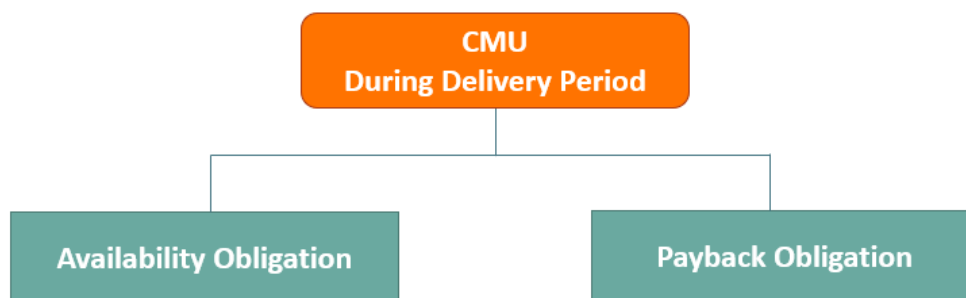 CMU
During Delivery Period
Availability Obligation
Payback Obligation